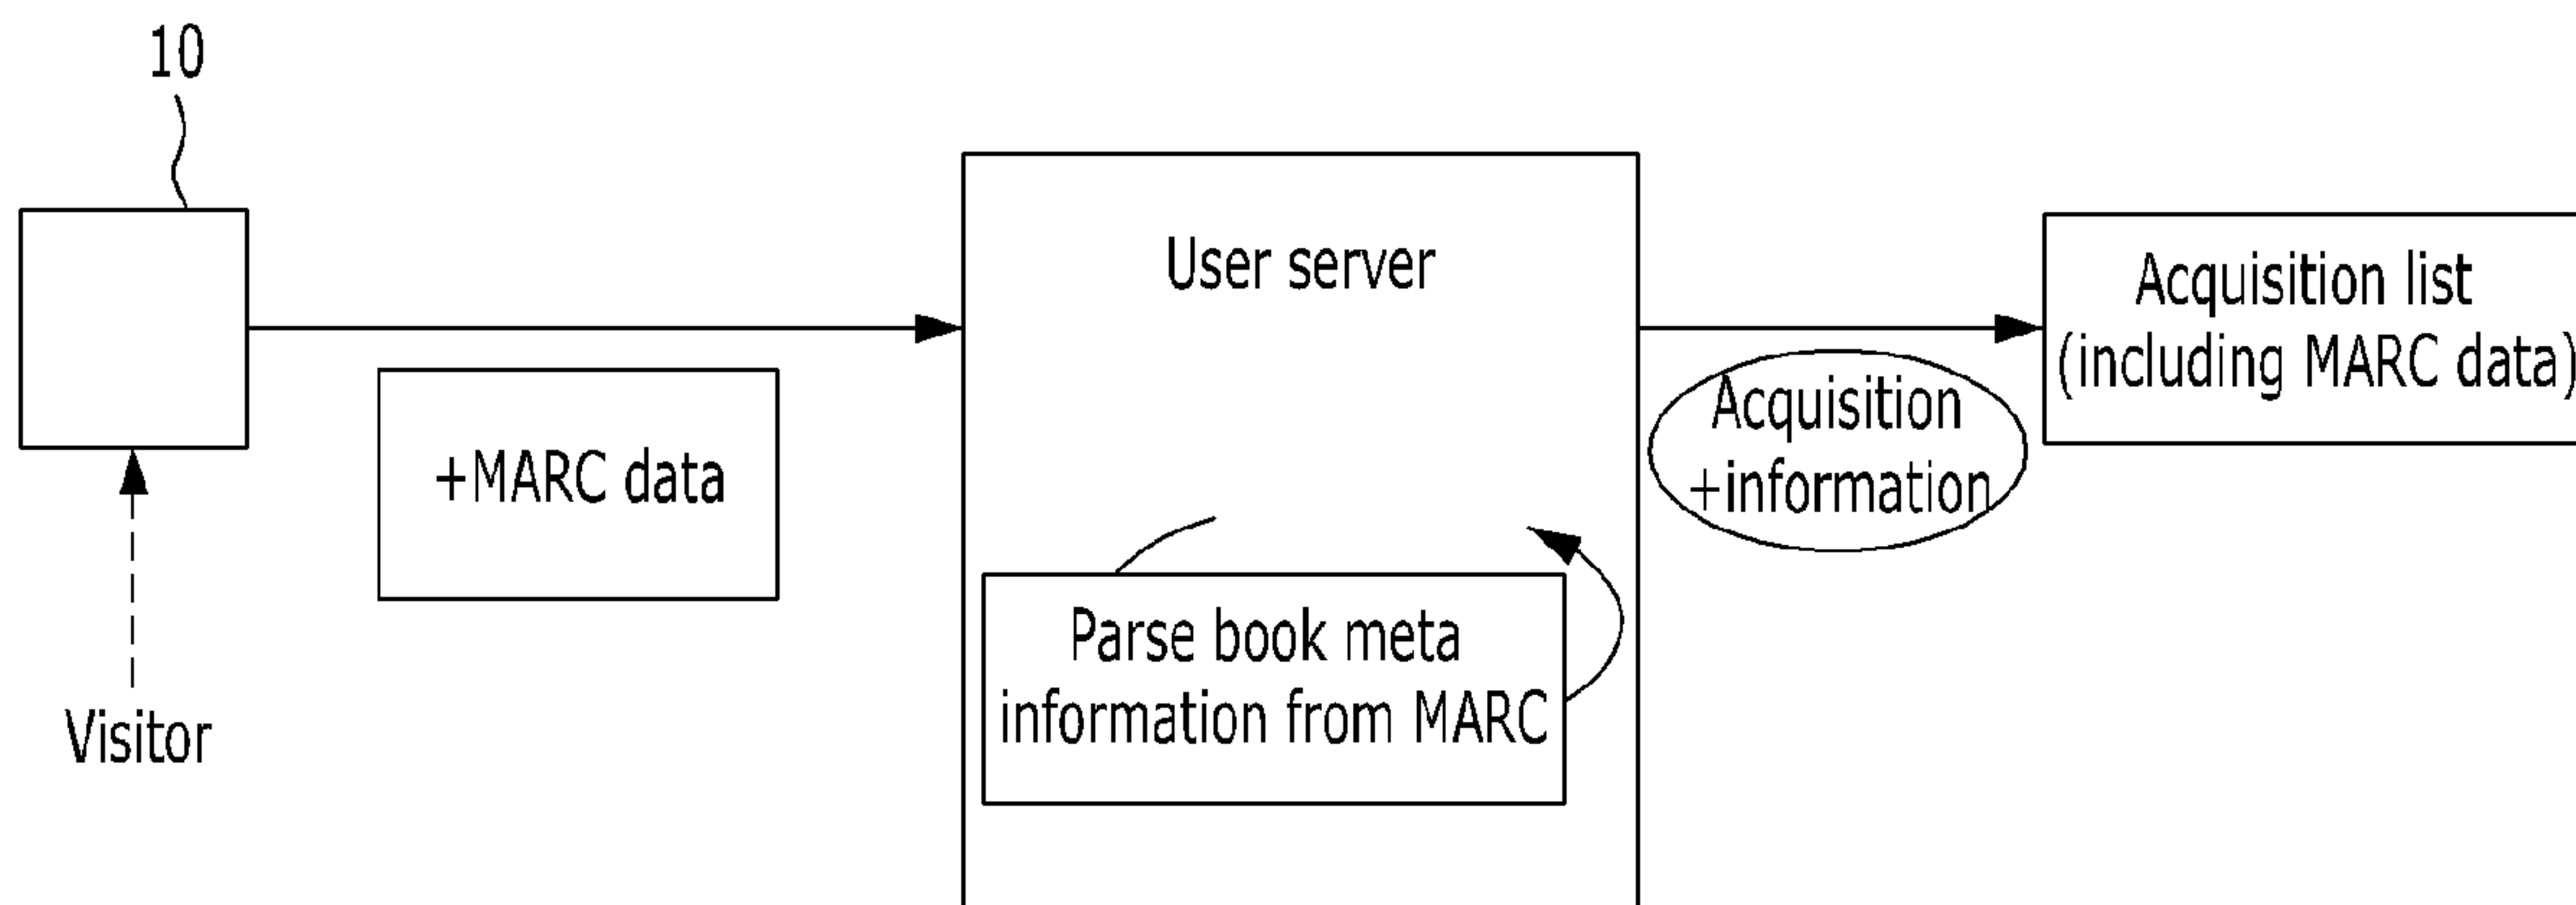 10
User server
Acquisition list
(including MARC data)
Acquisition
+information
+MARC data
Parse book meta
information from MARC
Visitor